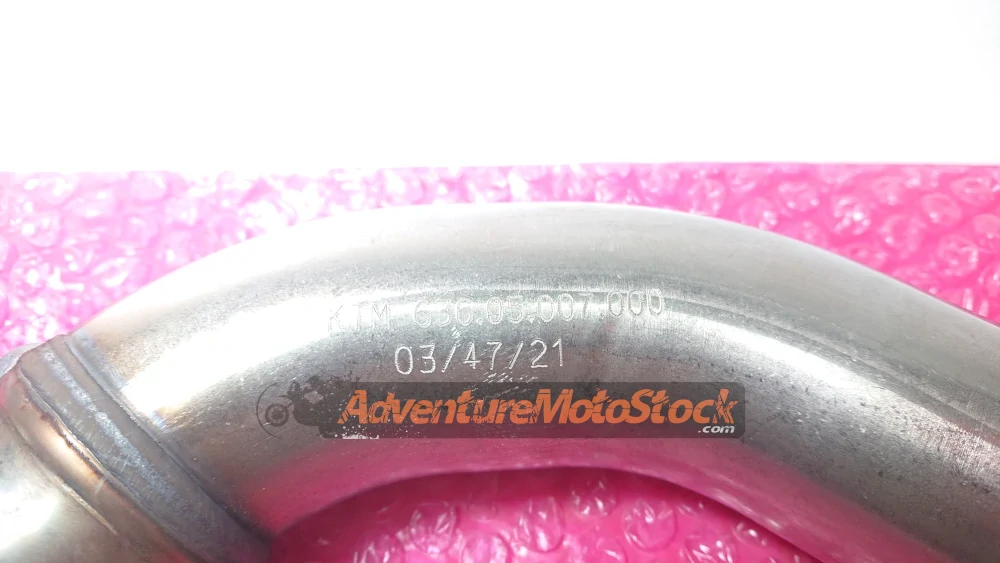 KTM 636.05.007.000
03/47/21
AdventureMotoStock
.com